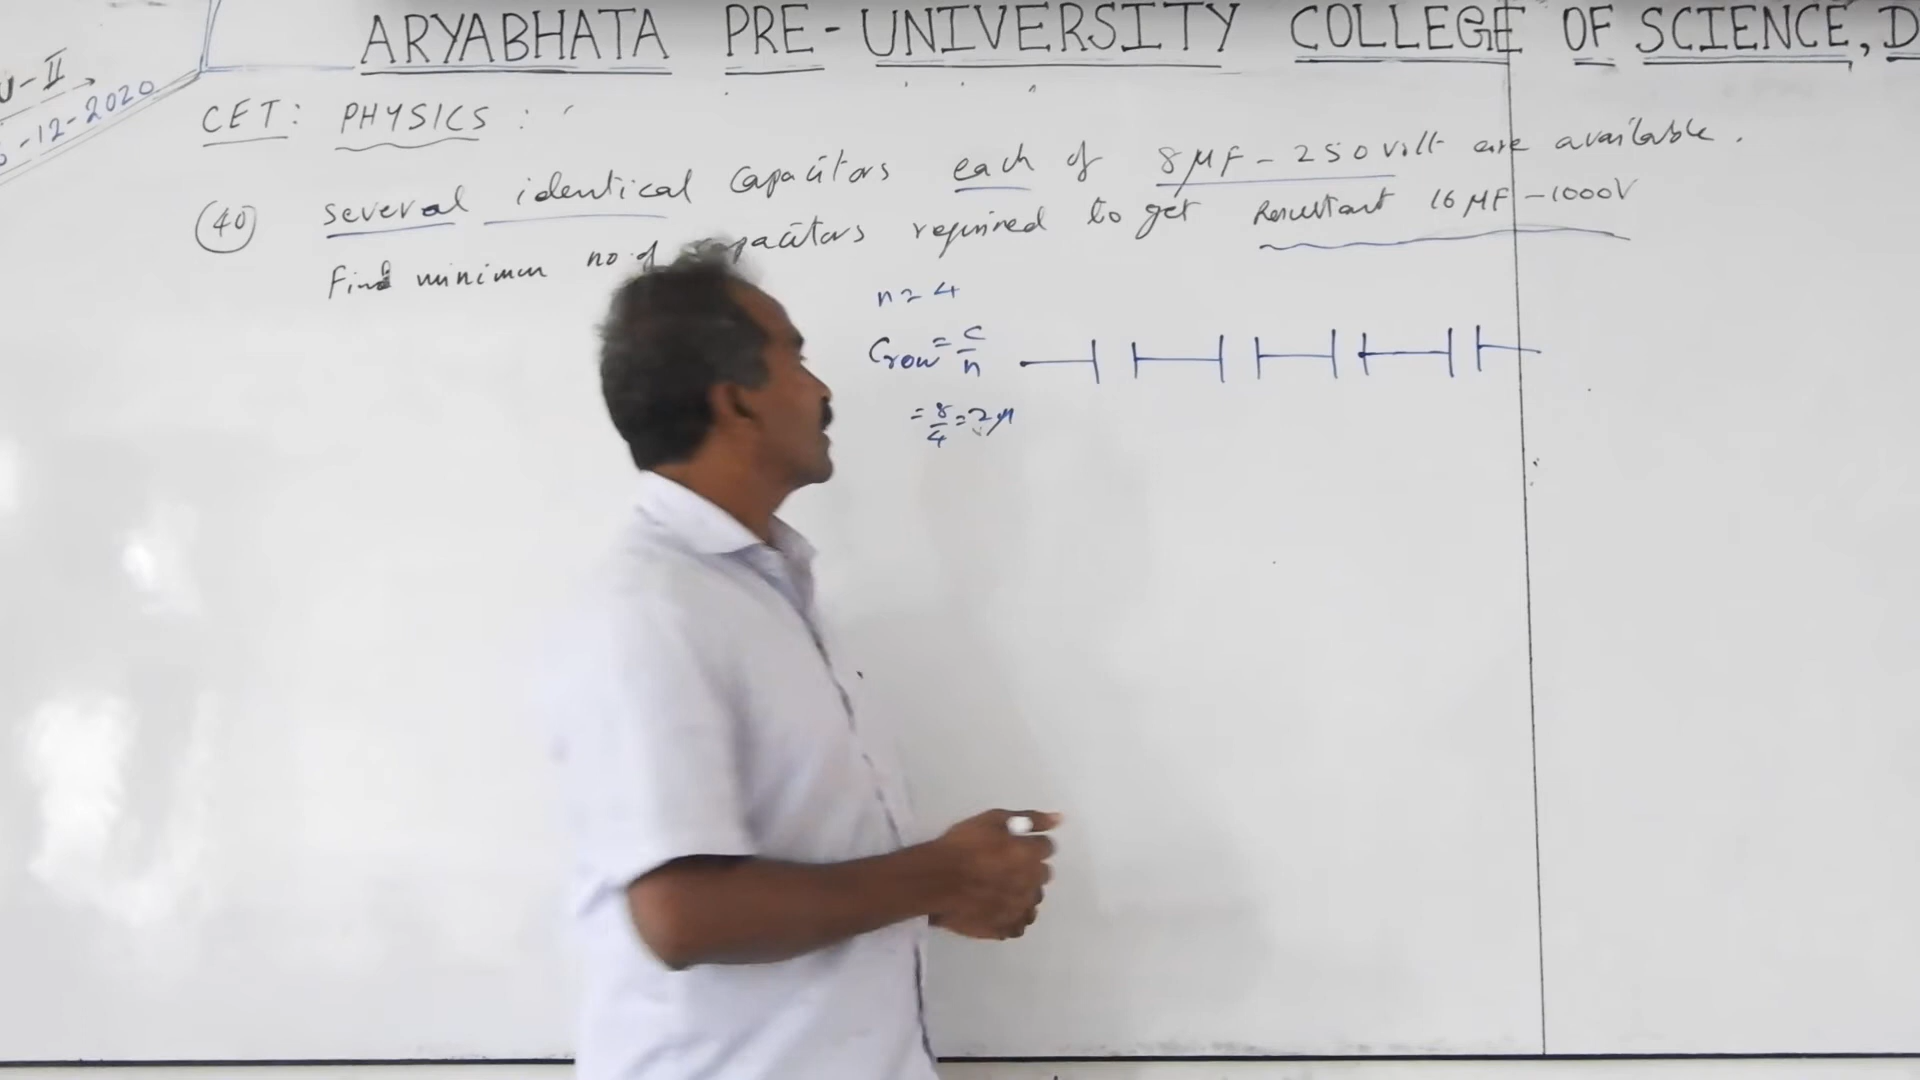 ARYABHATA PRE-UNIVERSITY COLLEGE OF SCIENCE, D
U-II
-12-2020
CET: PHYSICS:
(40) several identical capacitors each of 8μF-250 volt are available.
Find minimum no. of capacitors required to get Resultant 16 μF-1000V
n = 4
Crow = c/n
= 8/4 = 2μ